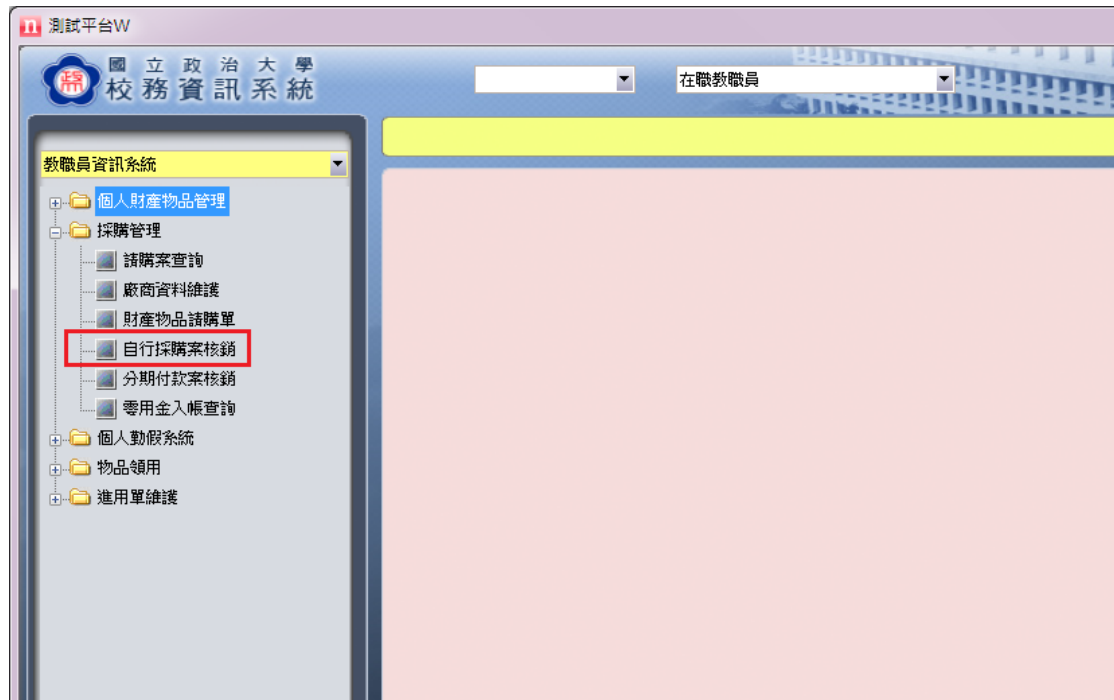 測試平台W
國立政治大學
校務資訊系統
在職教職員
教職員資訊系統
個人財產物品管理
採購管理
請購案查詢
廠商資料維護
財產物品請購單
自行採購案核銷
分期付款案核銷
零用金入帳查詢
個人勤假系統
物品領用
進用單維護